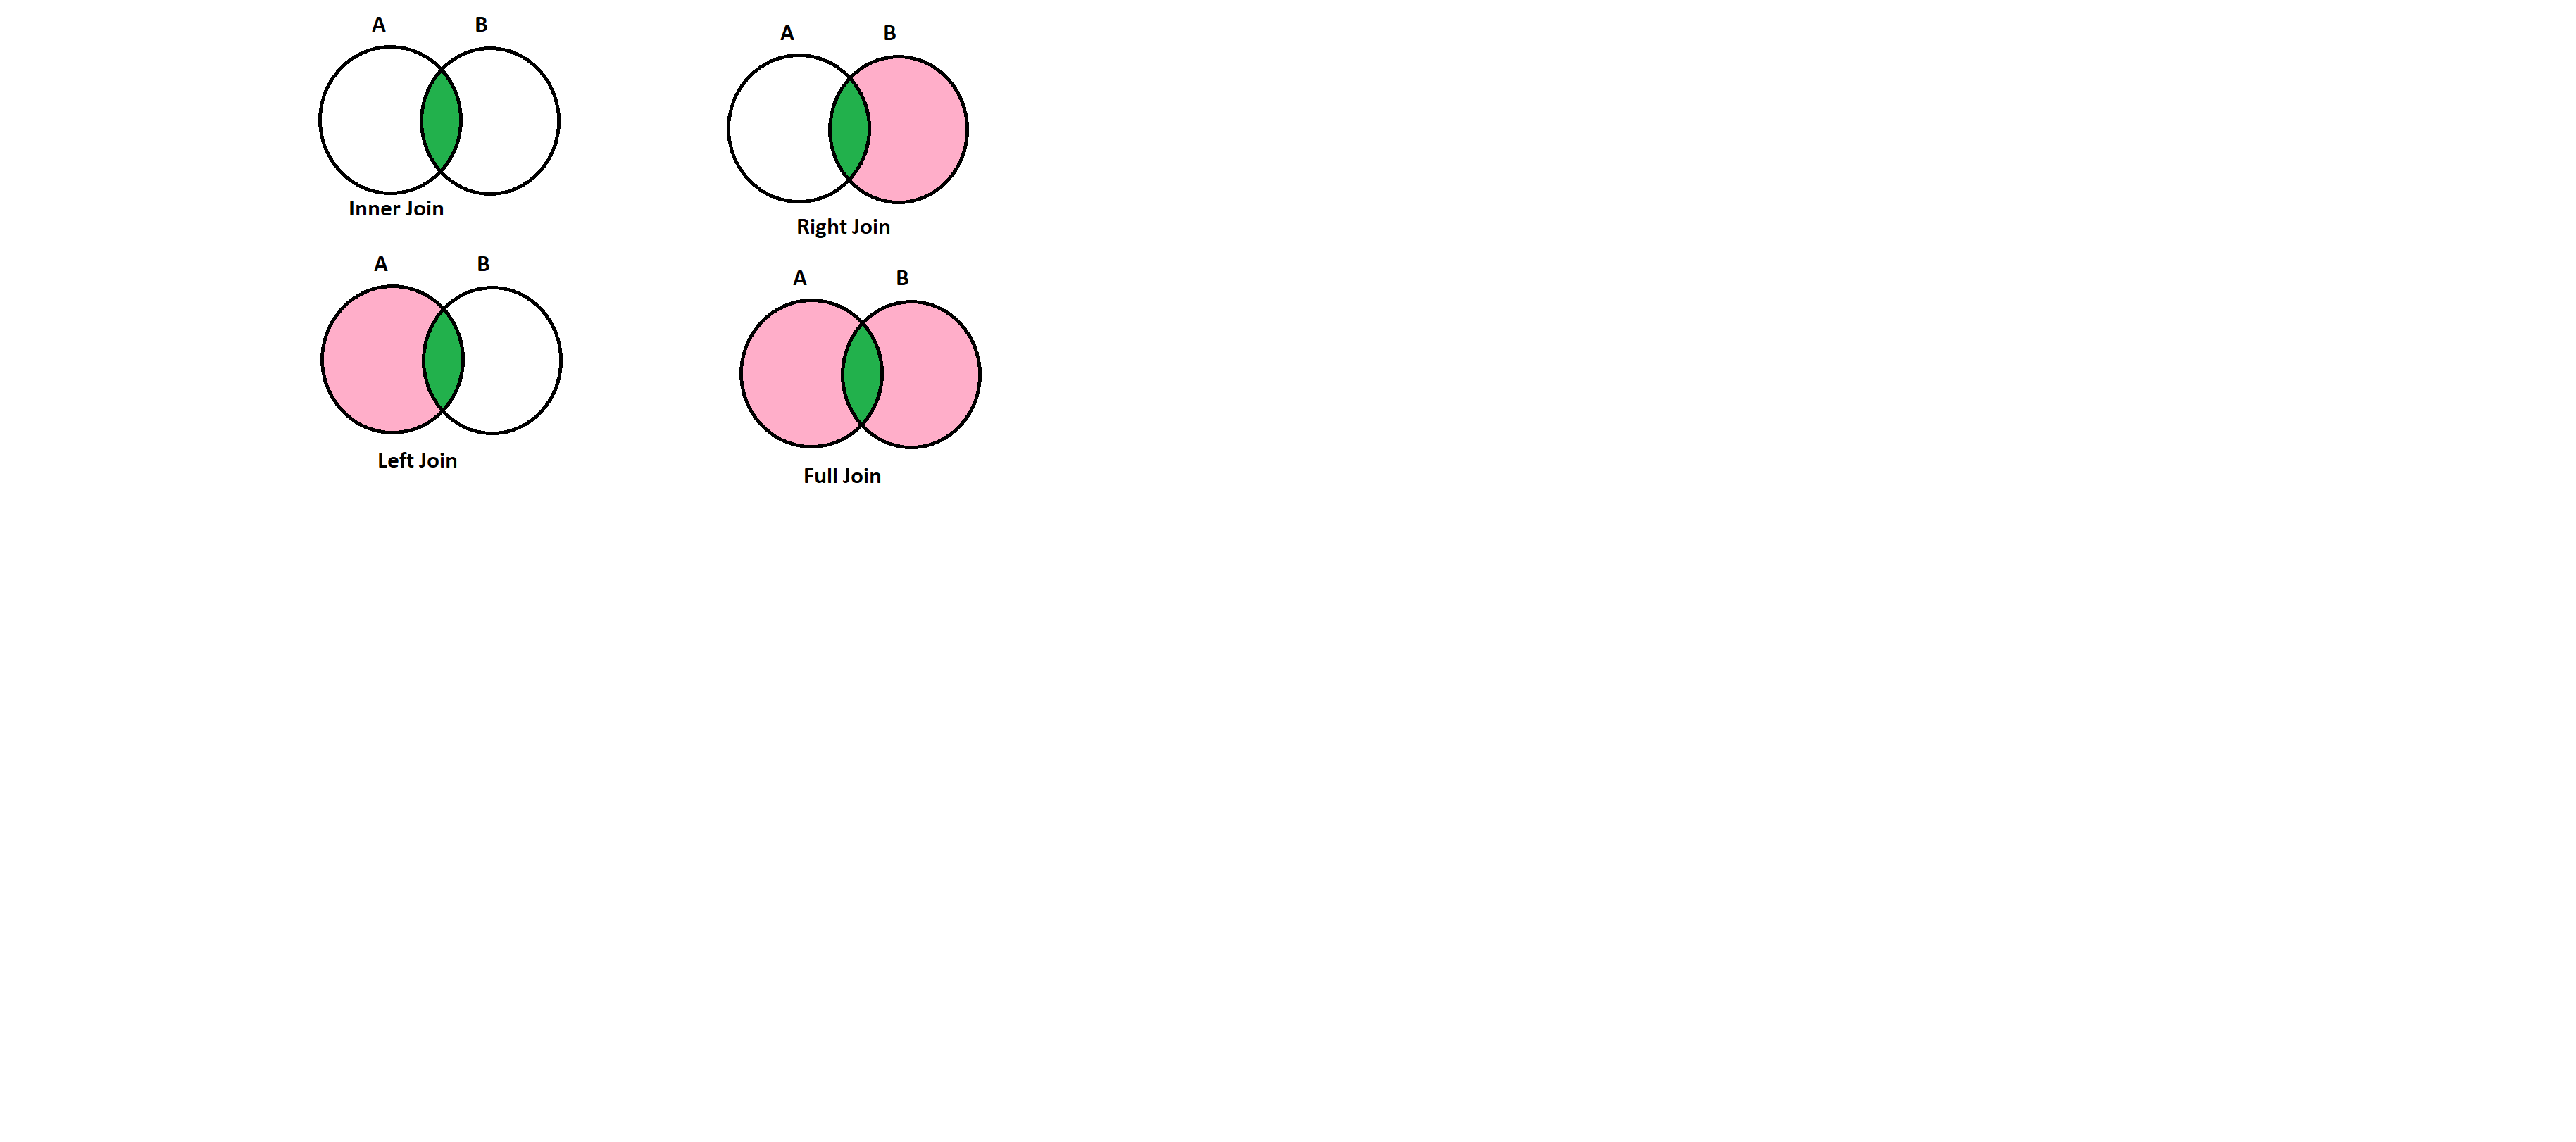 A B
Inner Join
A B
Right Join
A B
Left Join
A B
Full Join